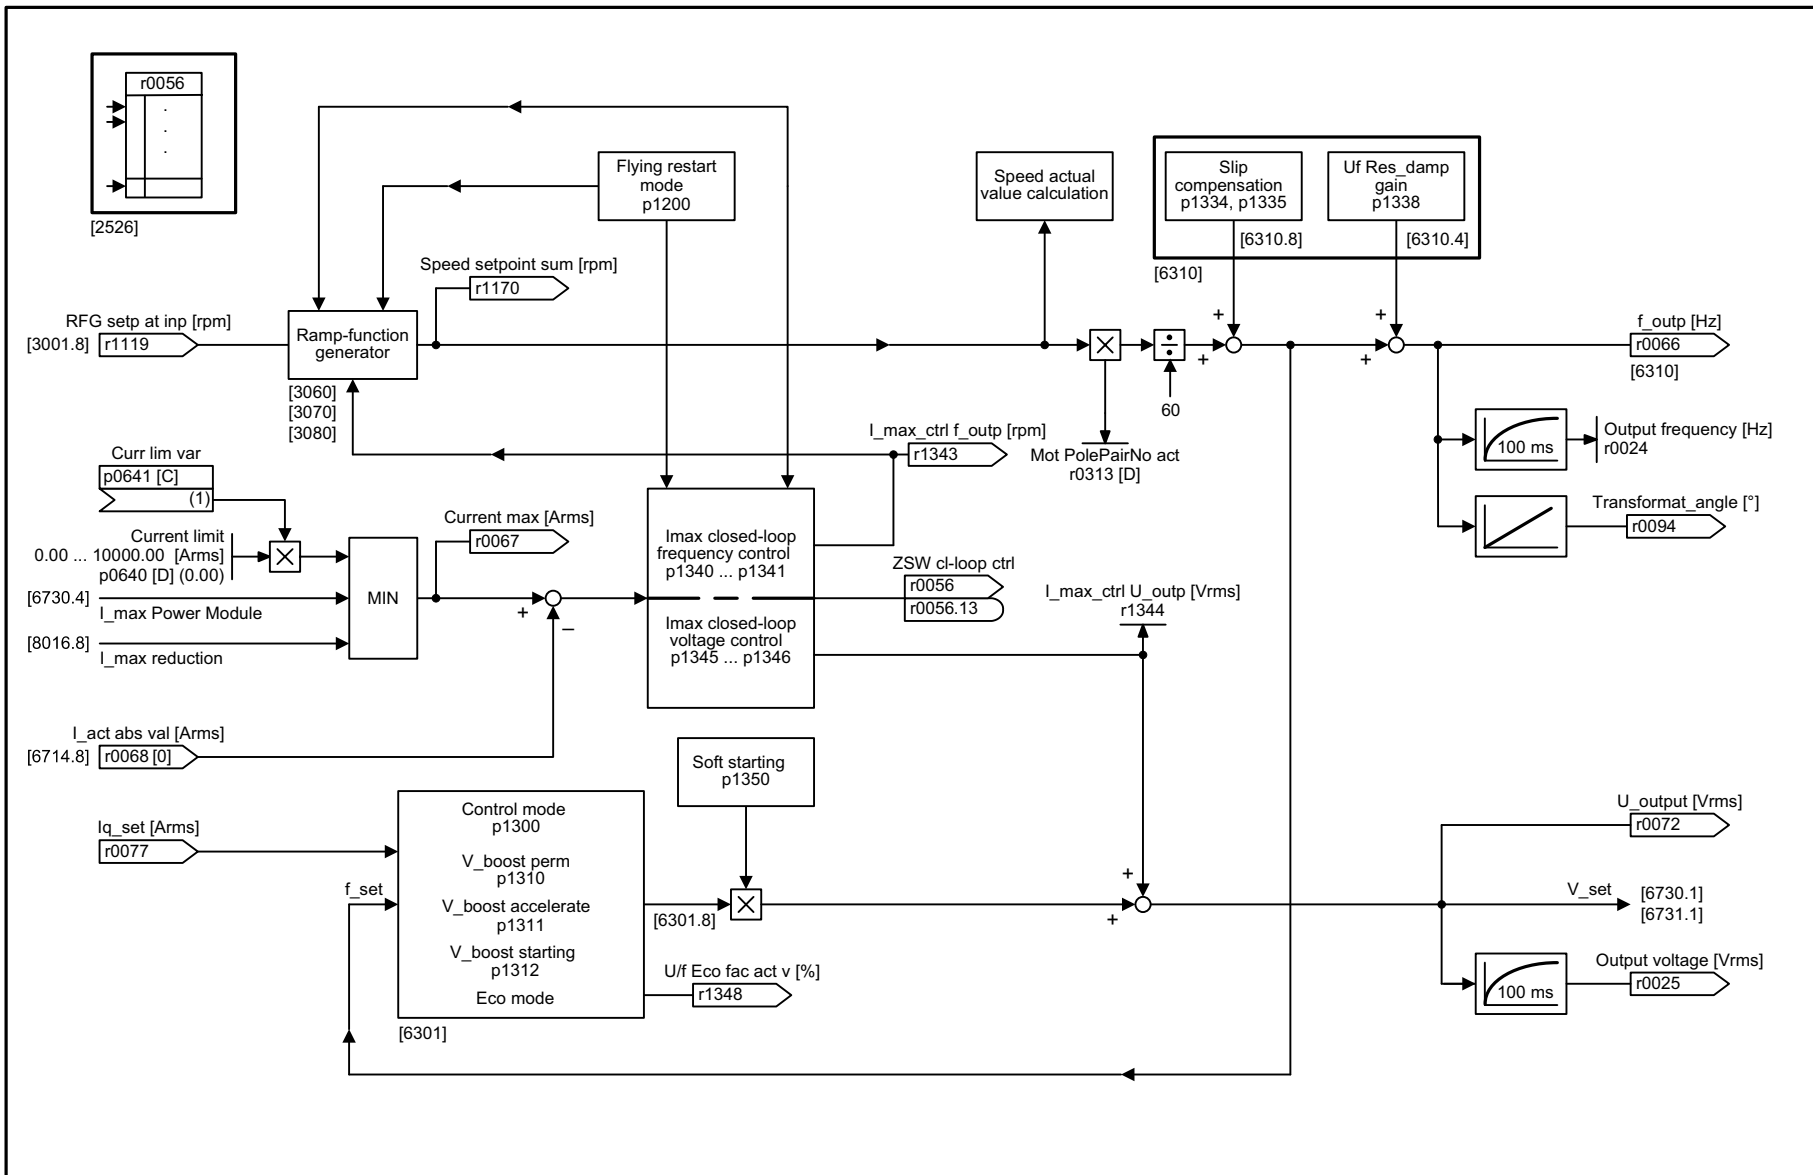 r0056
.
.
.
[2526]
Flying restart
mode
p1200
Speed actual
value calculation
Slip
compensation
p1334, p1335
Uf Res_damp
gain
p1338
[6310.8]
[6310.4]
[6310]
Speed setpoint sum [rpm]
r1170
RFG setp at inp [rpm]
[3001.8]
r1119
Ramp-function
generator
[3060]
[3070]
[3080]
+
+
60
+
+
f_outp [Hz]
r0066
[6310]
I_max_ctrl f_outp [rpm]
r1343
Mot PolePairNo act
r0313 [D]
100 ms
Output frequency [Hz]
r0024
Transformat_angle [°]
r0094
Curr lim var
p0641 [C]
(1)
Current limit
0.00 ... 10000.00 [Arms]
p0640 [D] (0.00)
[6730.4]
I_max Power Module
[8016.8]
I_max reduction
MIN
Current max [Arms]
r0067
+
–
Imax closed-loop
frequency control
p1340 ... p1341
Imax closed-loop
voltage control
p1345 ... p1346
ZSW cl-loop ctrl
r0056
r0056.13
I_max_ctrl U_outp [Vrms]
r1344
I_act abs val [Arms]
[6714.8]
r0068 [0]
Soft starting
p1350
Iq_set [Arms]
r0077
f_set
Control mode
p1300
V_boost perm
p1310
V_boost accelerate
p1311
V_boost starting
p1312
Eco mode
[6301]
[6301.8]
U/f Eco fac act v [%]
r1348
+
+
U_output [Vrms]
r0072
V_set
[6730.1]
[6731.1]
100 ms
Output voltage [Vrms]
r0025